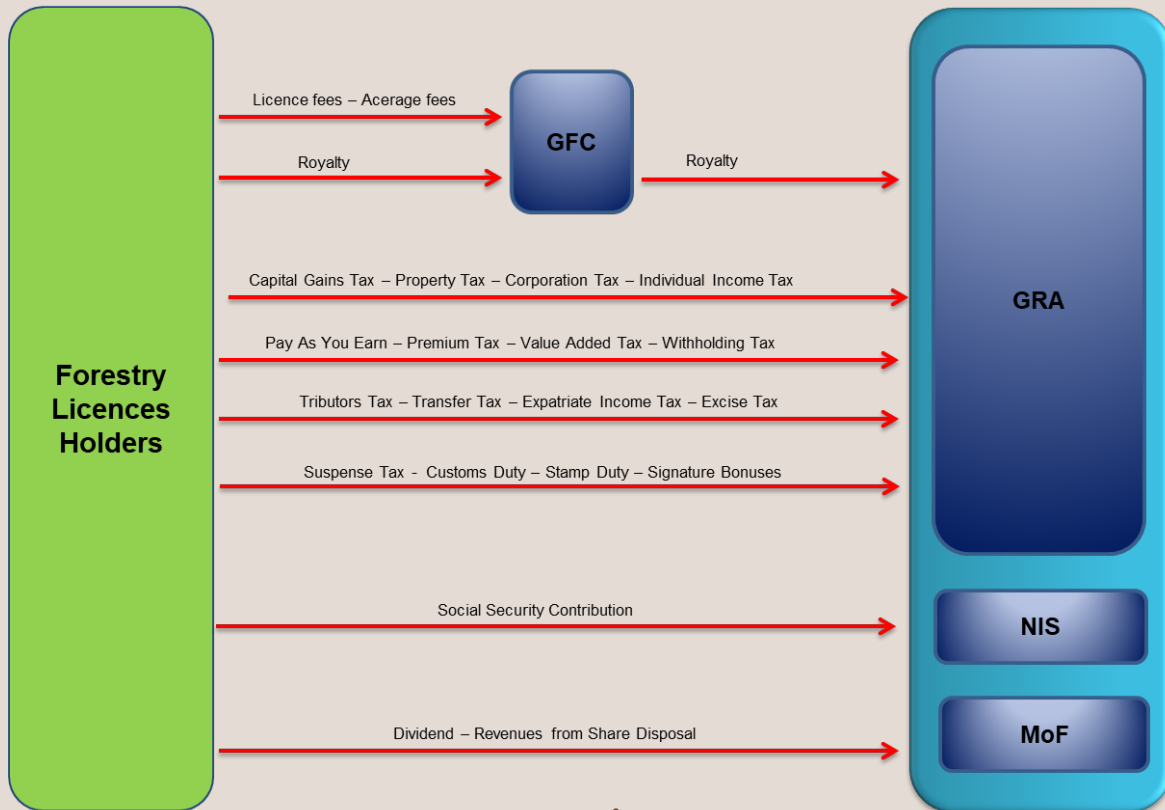 Licence fees – Acerage fees
GFC
Royalty
Royalty
Capital Gains Tax – Property Tax – Corporation Tax – Individual Income Tax
GRA
Pay As You Earn – Premium Tax – Value Added Tax – Withholding Tax
Forestry
Licences
Holders
Tributors Tax – Transfer Tax – Expatriate Income Tax – Excise Tax
Suspense Tax - Customs Duty – Stamp Duty – Signature Bonuses
Social Security Contribution
NIS
Dividend – Revenues from Share Disposal
MoF